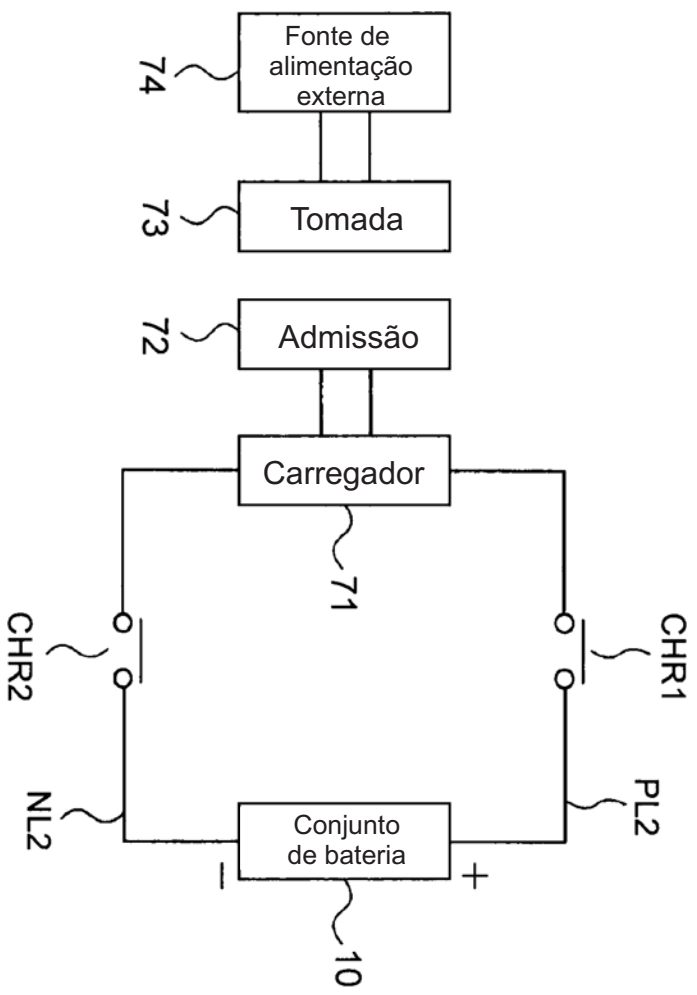 Fonte de
alimentação
externa
74
Tomada
73
Admissão
72
Carregador
71
CHR2
CHR1
NL2
PL2
Conjunto
de bateria
−
+
10